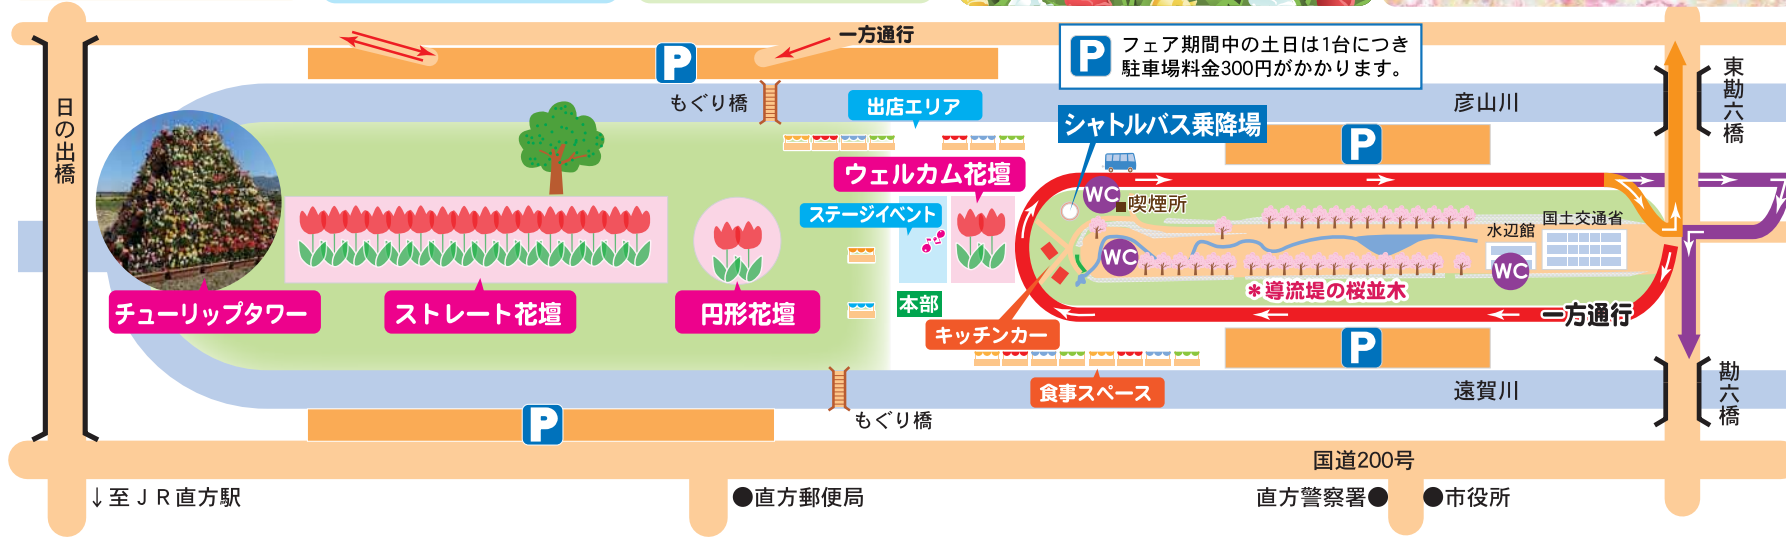 一方通行
P
P フェア期間中の土日は1台につき
駐車場料金300円がかかります。
日の出橋
もぐり橋
出店エリア
シャトルバス乗降場
彦山川
東勘六橋
P
ウェルカム花壇
WC
喫煙所
ステージイベント
国土交通省
水辺館
WC
WC
*導流堤の桜並木
チューリップタワー
ストレート花壇
円形花壇
本部
キッチンカー
一方通行
P
食事スペース
遠賀川
勘六橋
P
もぐり橋
国道200号
↓至JR直方駅
●直方郵便局
直方警察署●
●市役所